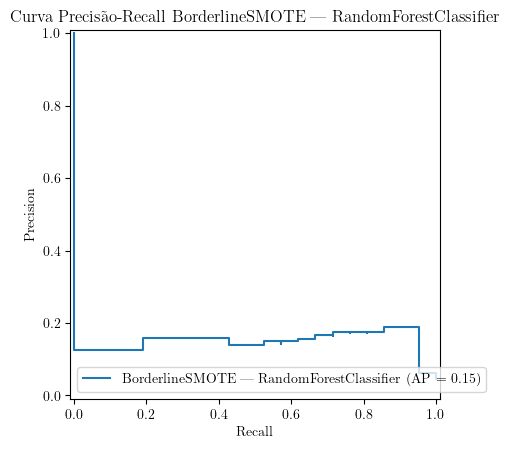 Curva Precisão-Recall BorderlineSMOTE — RandomForestClassifier
1.0
0.8
0.6
0.4
0.2
0.0
Precision
BorderlineSMOTE — RandomForestClassifier (AP = 0.15)
0.0 0.2 0.4 0.6 0.8 1.0
Recall